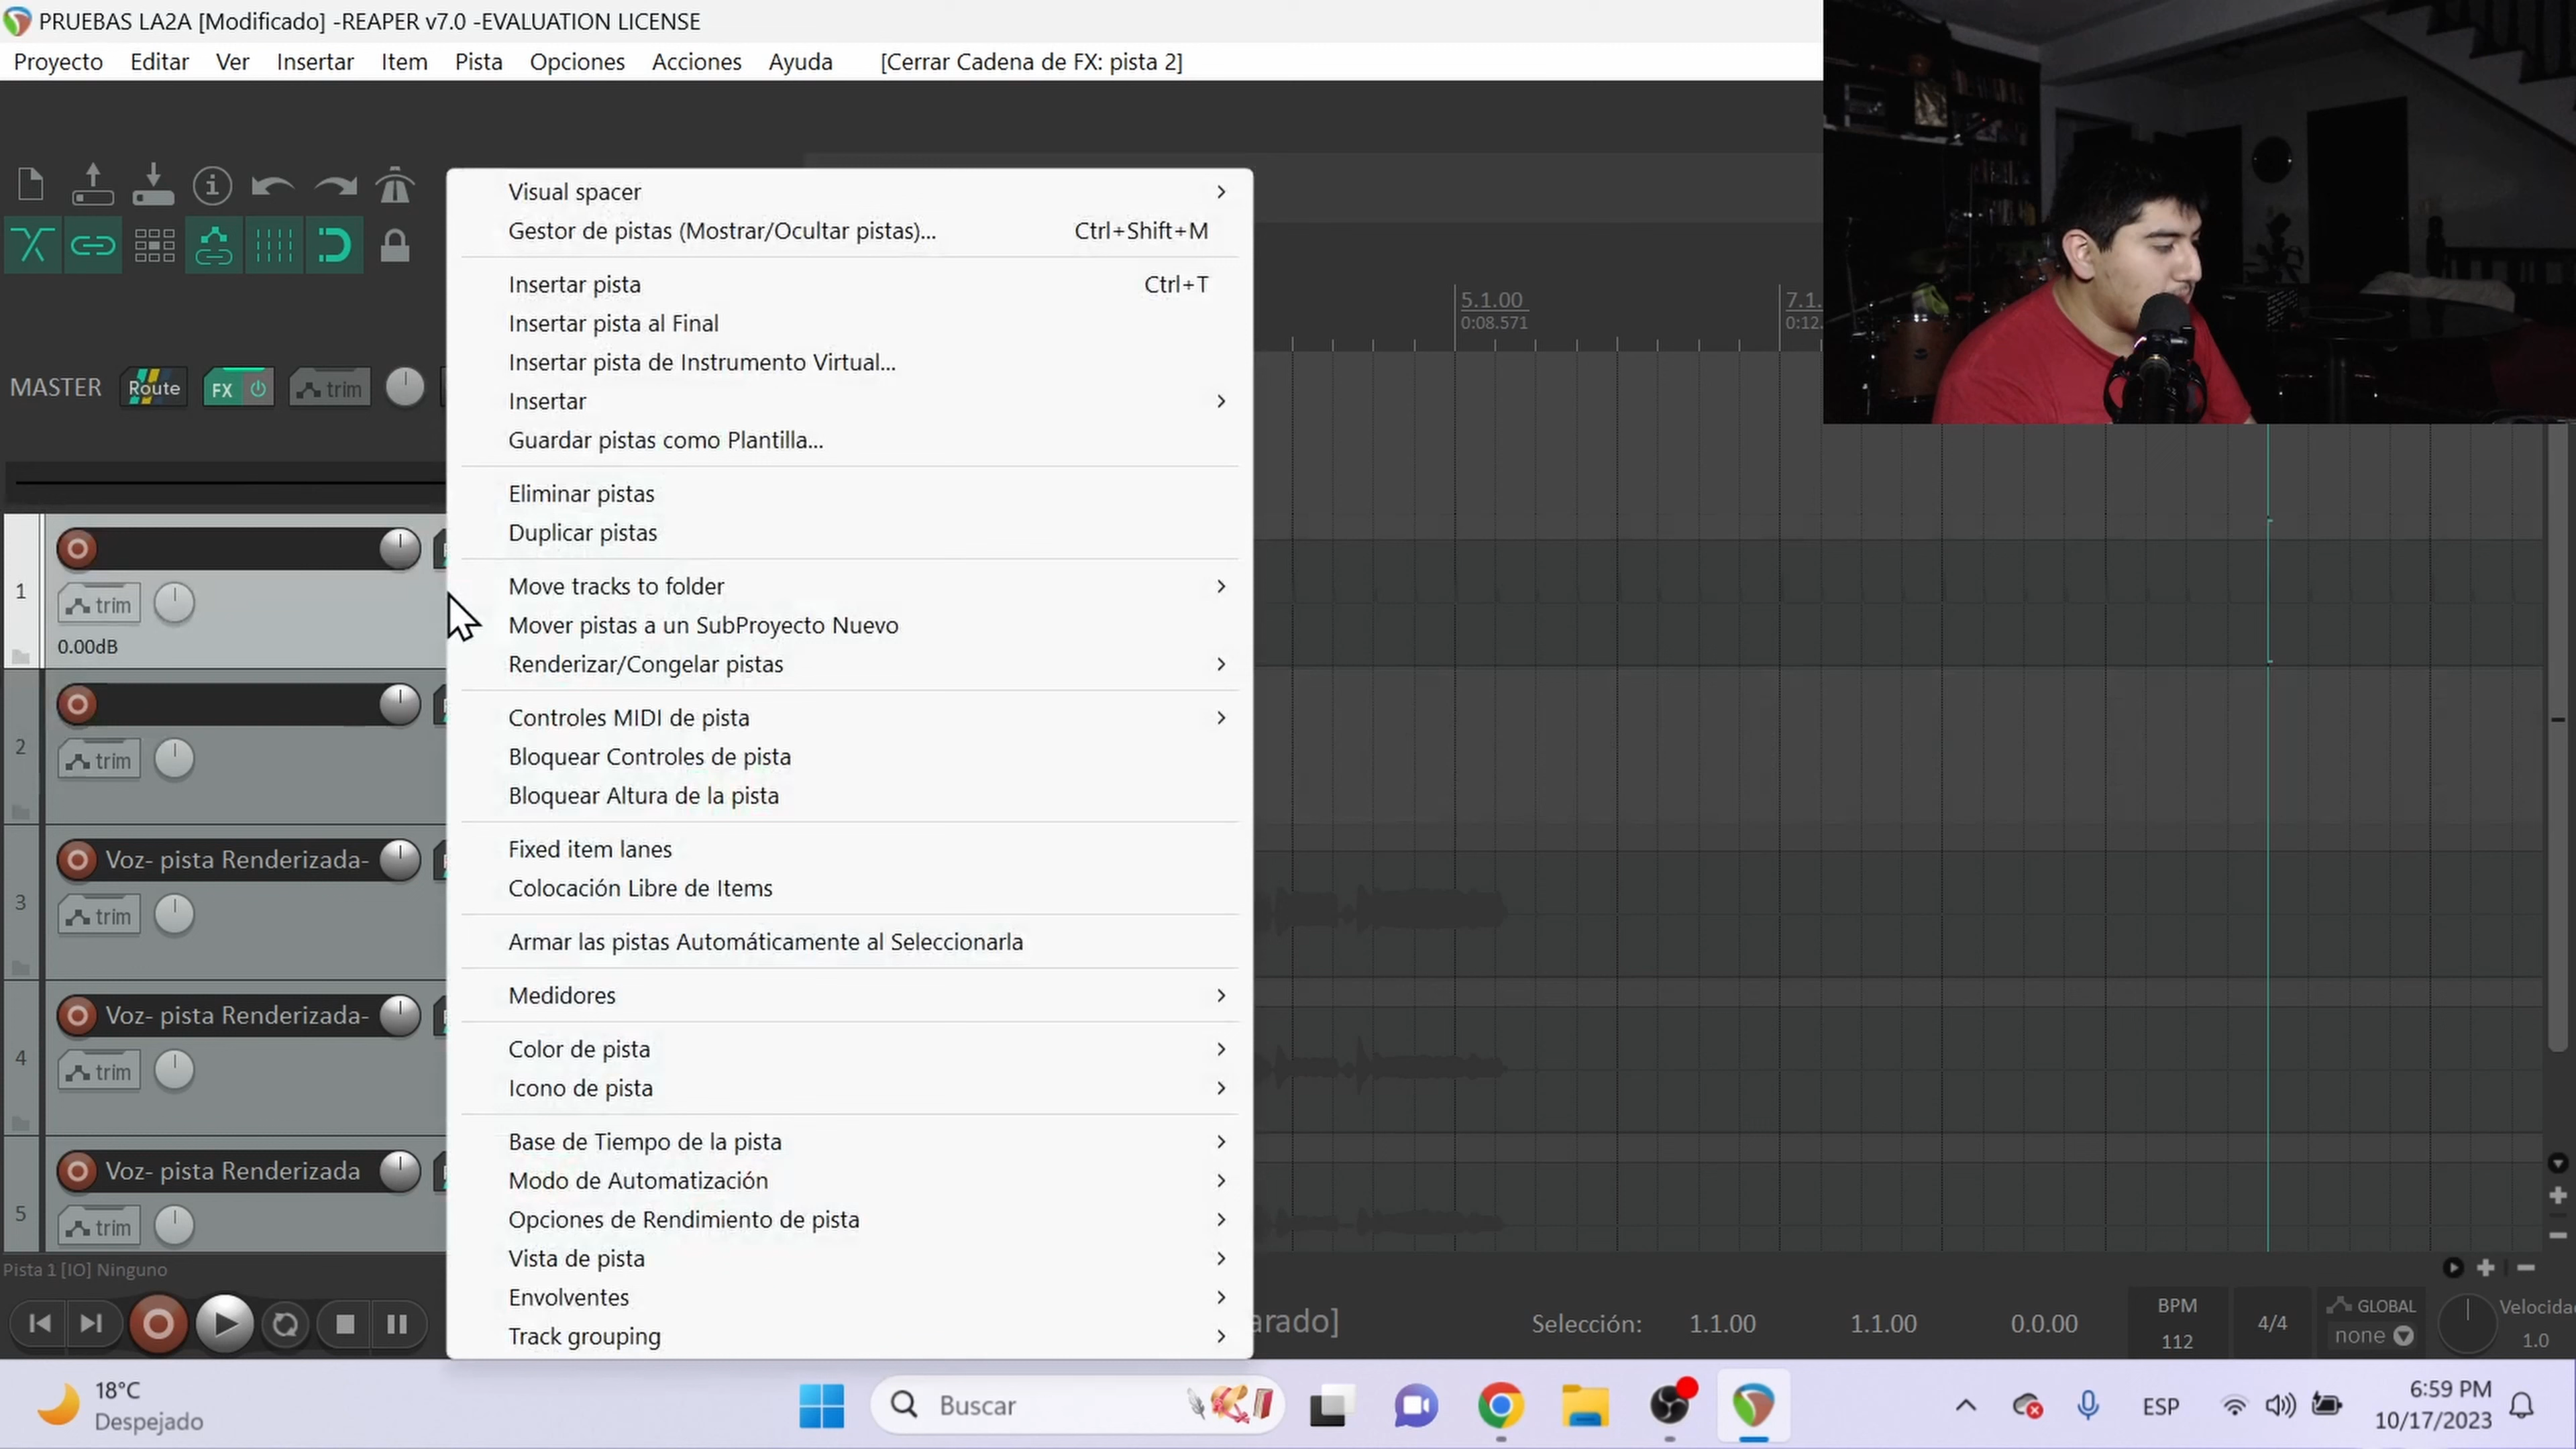 PRUEBAS LA2A [Modificado] -REAPER v7.0 -EVALUATION LICENSE
Proyecto Editar Ver Insertar Item Pista Opciones Acciones Ayuda [Cerrar Cadena de FX: pista 2]
Visual spacer
Gestor de pistas (Mostrar/Ocultar pistas)... Ctrl+Shift+M
Insertar pista Ctrl+T
Insertar pista al Final
Insertar pista de Instrumento Virtual...
Insertar
Guardar pistas como Plantilla...
Eliminar pistas
Duplicar pistas
Move tracks to folder
Mover pistas a un SubProyecto Nuevo
Renderizar/Congelar pistas
Controles MIDI de pista
Bloquear Controles de pista
Bloquear Altura de la pista
Fixed item lanes
Colocación Libre de Items
Armar las pistas Automáticamente al Seleccionarla
Medidores
Color de pista
Icono de pista
Base de Tiempo de la pista
Modo de Automatización
Opciones de Rendimiento de pista
Vista de pista
Envolventes
Track grouping
5.1.00
0:08.571
7.1.
0:12.
MASTER Route FX trim
1
trim
0.00dB
2
trim
3
Voz- pista Renderizada-
trim
4
Voz- pista Renderizada-
trim
5
Voz- pista Renderizada
trim
Pista 1 [IO] Ninguno
arado]
Selección: 1.1.00 1.1.00 0.0.00
BPM
112
4/4
GLOBAL
none
Velocida
1.0
18°C
Despejado
Buscar
ESP
6:59 PM
10/17/2023